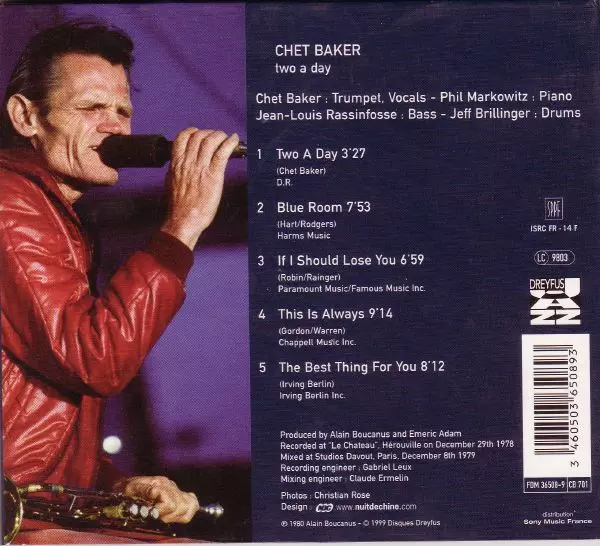 CHET BAKER
two a day
Chet Baker : Trumpet, Vocals - Phil Markowitz : Piano
Jean-Louis Rassinfosse : Bass - Jeff Brillinger : Drums
1 Two A Day 3'27
(Chet Baker)
D.R.
2 Blue Room 7'53
(Hart/Rodgers)
Harms Music
3 If I Should Lose You 6'59
(Robin/Rainger)
Paramount Music/Famous Music Inc.
4 This Is Always 9'14
(Gordon/Warren)
Chappell Music Inc.
5 The Best Thing For You 8'12
(Irving Berlin)
Irving Berlin Inc.
SPPF
ISRC FR - 14 F
LC 9803
DREYFUS
JAZZ
3 460503 650893
FDM 36508-9 CB 701
Produced by Alain Boucanus and Emeric Adam
Recorded at "Le Chateau", Hérouville on December 29th 1978
Mixed at Studios Davout, Paris, December 8th 1979
Recording engineer : Gabriel Leux
Mixing engineer : Claude Ermelin
Photos : Christian Rose
Design : www.nuitdechine.com
℗ 1980 Alain Boucanus - © 1999 Disques Dreyfus
distribution
Sony Music France